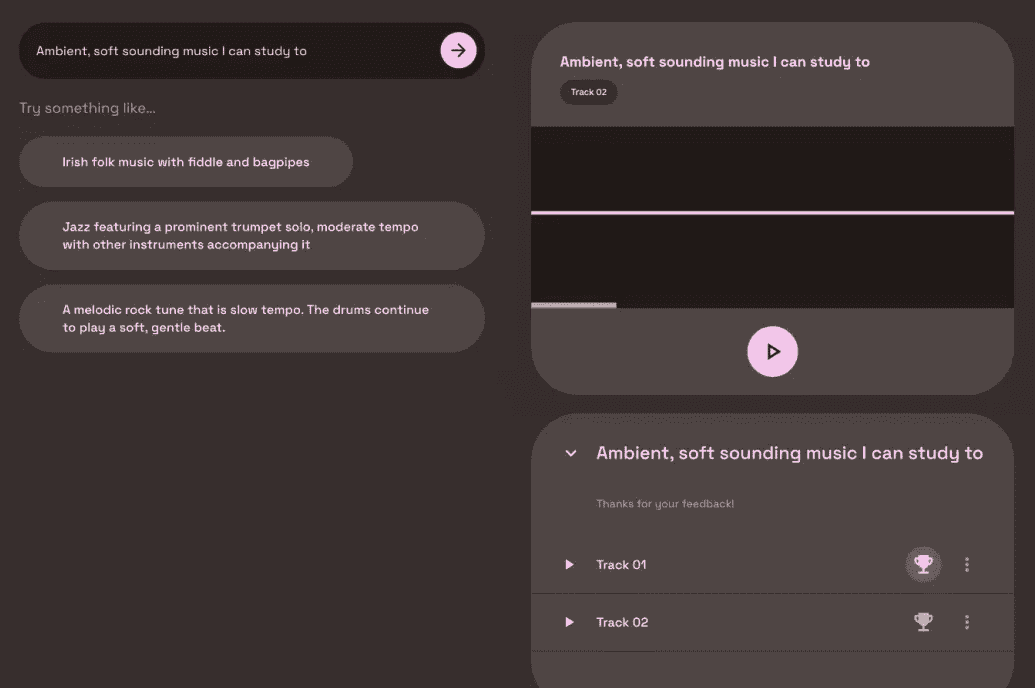 Ambient, soft sounding music I can study to
Try something like...
Irish folk music with fiddle and bagpipes
Jazz featuring a prominent trumpet solo, moderate tempo
with other instruments accompanying it
A melodic rock tune that is slow tempo. The drums continue
to play a soft, gentle beat.
Ambient, soft sounding music I can study to
Track 02
Ambient, soft sounding music I can study to
Thanks for your feedback!
Track 01
Track 02